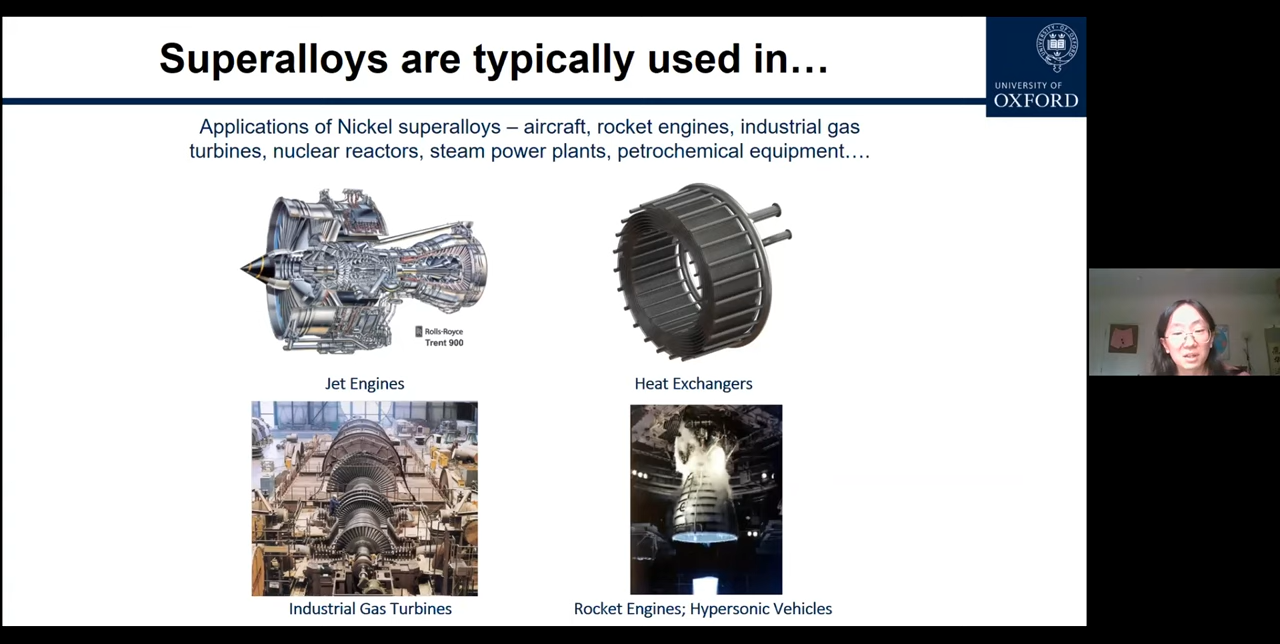 Superalloys are typically used in…
UNIVERSITY OF
OXFORD
Applications of Nickel superalloys – aircraft, rocket engines, industrial gas
turbines, nuclear reactors, steam power plants, petrochemical equipment….
Rolls-Royce
Trent 900
Jet Engines
Heat Exchangers
Industrial Gas Turbines
Rocket Engines; Hypersonic Vehicles